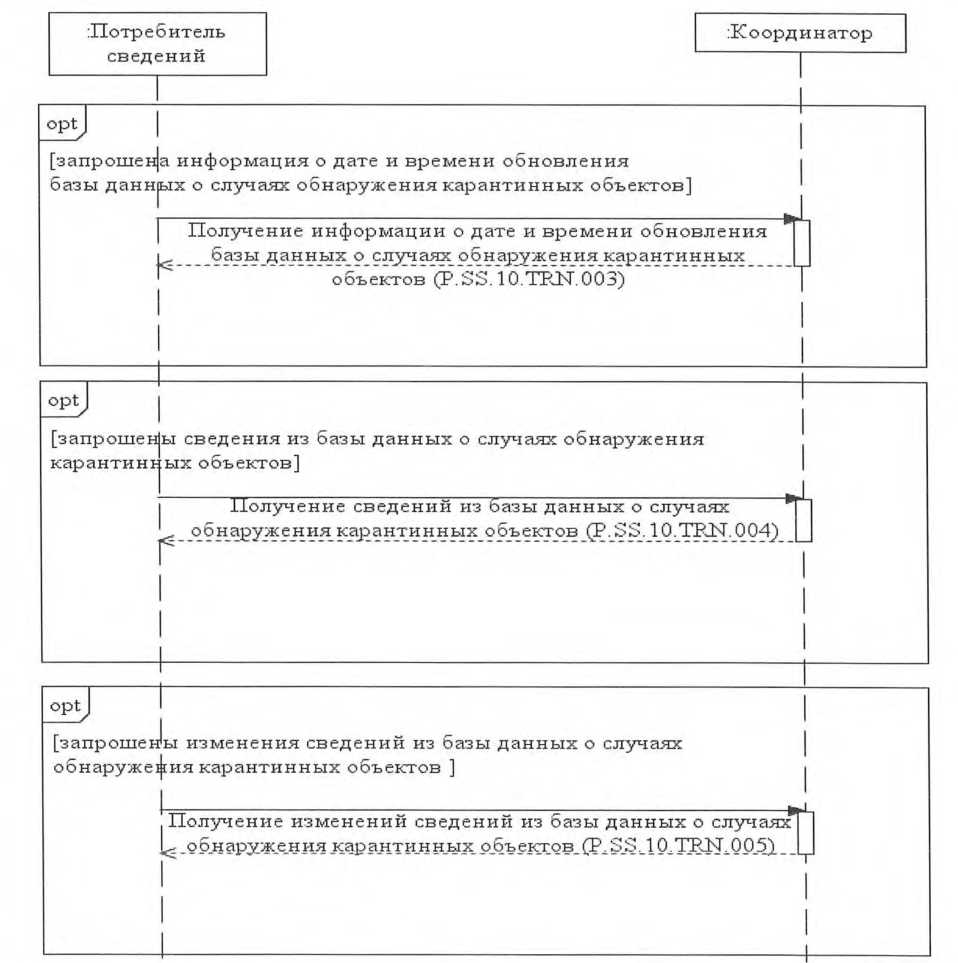 :Потребитель
сведений
:Координатор
opt
[запрошена информация о дате и времени обновления
базы данных о случаях обнаружения карантинных объектов]
Получение информации о дате и времени обновления
базы данных о случаях обнаружения карантинных
объектов (P.SS.10.TRN.003)
opt
[запрошены сведения из базы данных о случаях обнаружения
карантинных объектов]
Получение сведений из базы данных о случаях
обнаружения карантинных объектов (P.SS.10.TRN.004)
opt
[запрошены изменения сведений из базы данных о случаях
обнаружения карантинных объектов ]
Получение изменений сведений из базы данных о случаях
обнаружения карантинных объектов (P.SS.10.TRN.005)